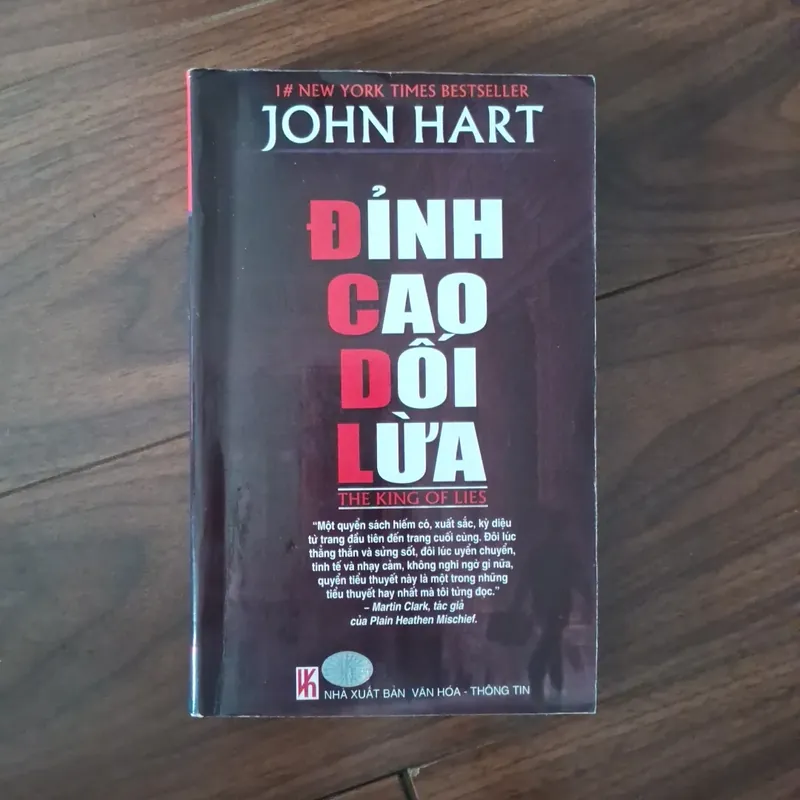 1# NEW YORK TIMES BESTSELLER
JOHN HART
ĐỈNH
CAO
DỐI
LỪA
THE KING OF LIES
“Một quyển sách hiếm có, xuất sắc, kỳ diệu
từ trang đầu tiên đến trang cuối cùng. Đôi lúc
thẳng thắn và sửng sốt, đôi lúc uyển chuyển,
tinh tế và nhạy cảm, không nghi ngờ gì nữa,
quyển tiểu thuyết này là một trong những
tiểu thuyết hay nhất mà tôi từng đọc.”
– Martin Clark, tác giả
của Plain Heathen Mischief.
NHÀ XUẤT BẢN VĂN HÓA - THÔNG TIN